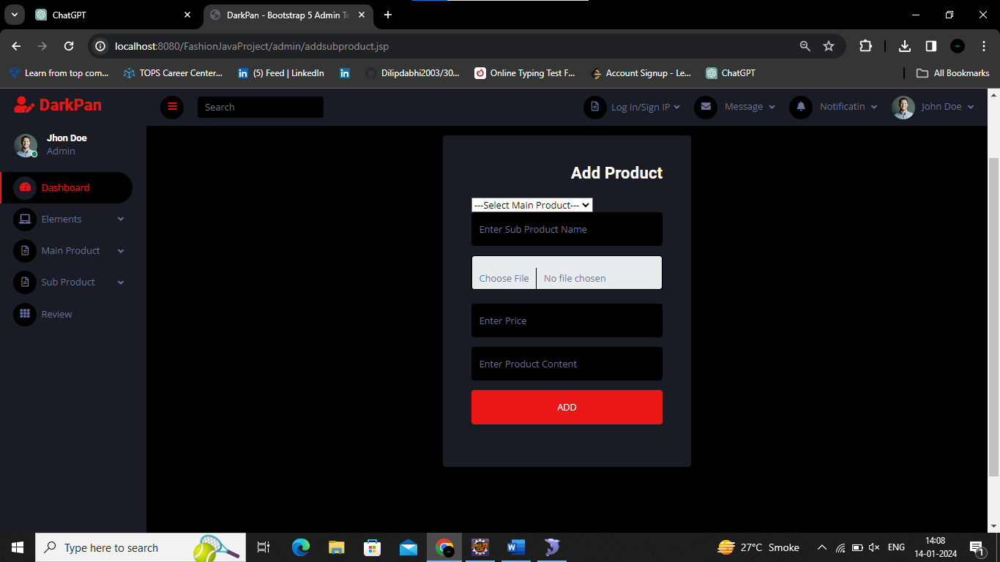 ChatGPT
DarkPan - Bootstrap 5 Admin Te
localhost:8080/FashionJavaProject/admin/addsubproduct.jsp
Learn from top com...
TOPS Career Center...
(5) Feed | LinkedIn
Dilipdabhi2003/30...
Online Typing Test F...
Account Signup - Le...
ChatGPT
All Bookmarks
DarkPan
Search
Log In/Sign IP
Message
Notificatin
John Doe
Jhon Doe
Admin
Dashboard
Elements
Main Product
Sub Product
Review
Add Product
---Select Main Product---
Enter Sub Product Name
Choose File
No file chosen
Enter Price
Enter Product Content
ADD
Type here to search
27°C Smoke
ENG
14:08
14-01-2024
1